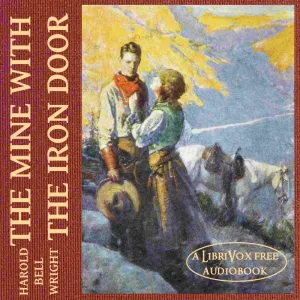 THE MINE WITH
THE IRON DOOR
HAROLD
BELL
WRIGHT
A LIBRIVOX FREE
AUDIOBOOK